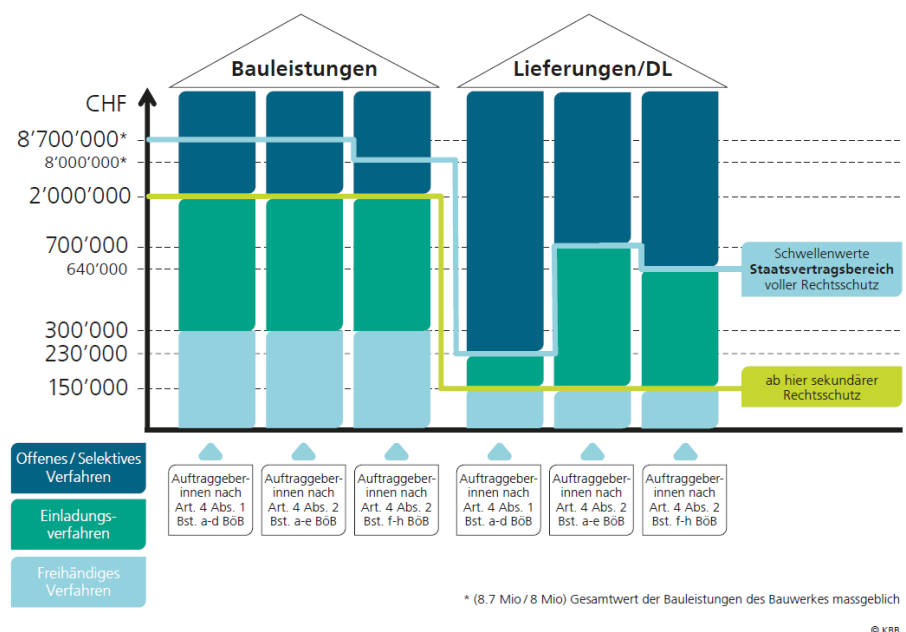 Bauleistungen
Lieferungen/DL
CHF
8’700’000*
8’000’000*
2’000’000
700’000
640’000
300’000
230’000
150’000
Schwellenwerte
Staatsvertragsbereich
voller Rechtsschutz
ab hier sekundärer
Rechtsschutz
Offenes / Selektives
Verfahren
Einladungs-
verfahren
Freihändiges
Verfahren
Auftraggeber-
innen nach
Art. 4 Abs. 1
Bst. a-d BöB
Auftraggeber-
innen nach
Art. 4 Abs. 2
Bst. a-e BöB
Auftraggeber-
innen nach
Art. 4 Abs. 2
Bst. f-h BöB
Auftraggeber-
innen nach
Art. 4 Abs. 1
Bst. a-d BöB
Auftraggeber-
innen nach
Art. 4 Abs. 2
Bst. a-e BöB
Auftraggeber-
innen nach
Art. 4 Abs. 2
Bst. f-h BöB
* (8.7 Mio / 8 Mio) Gesamtwert der Bauleistungen des Bauwerkes massgeblich
© KBB